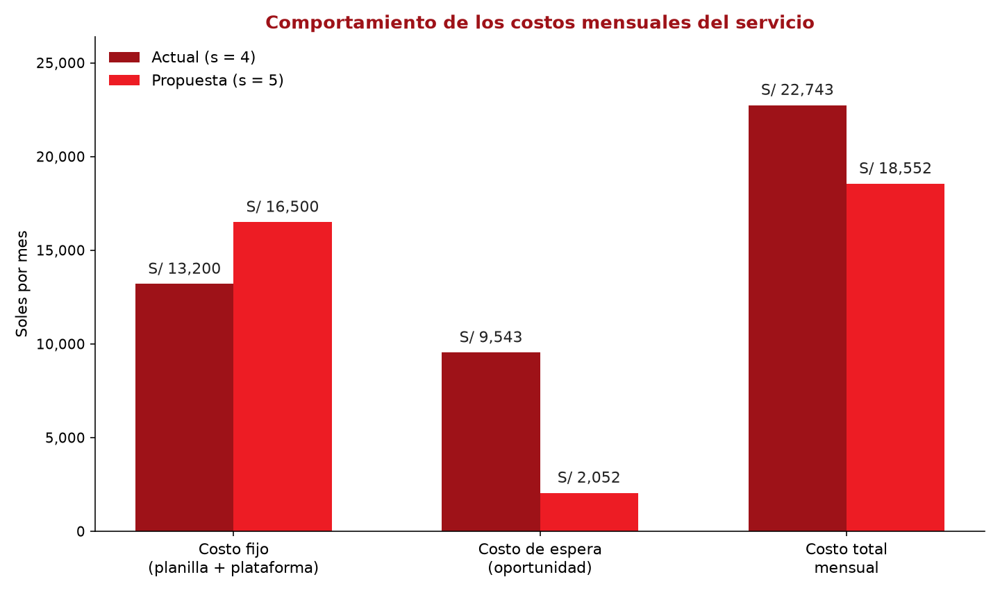 Comportamiento de los costos mensuales del servicio
Actual (s = 4)
Propuesta (s = 5)
Soles por mes
25,000
20,000
15,000
10,000
5,000
0
S/ 13,200
S/ 16,500
S/ 9,543
S/ 2,052
S/ 22,743
S/ 18,552
Costo fijo
(planilla + plataforma)
Costo de espera
(oportunidad)
Costo total
mensual